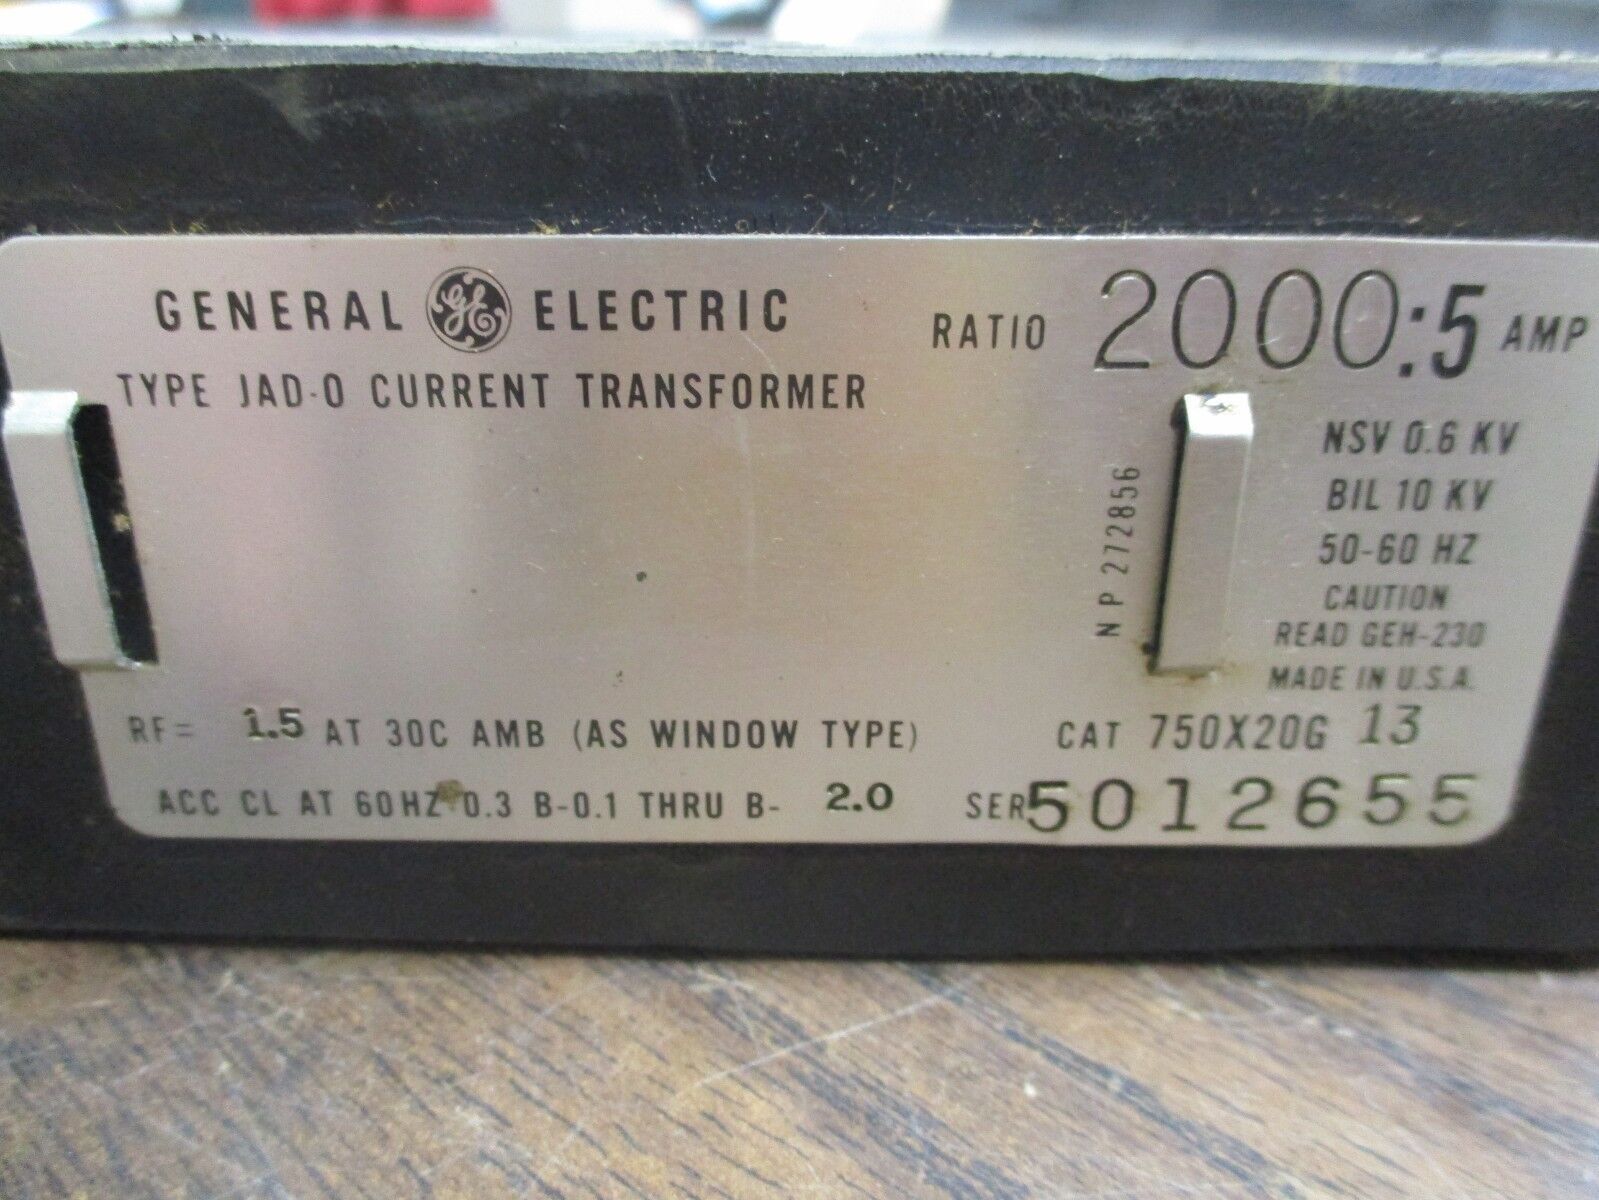 GENERAL GE ELECTRIC
TYPE JAD-0 CURRENT TRANSFORMER
RATIO 2000:5 AMP
NSV 0.6 KV
BIL 10 KV
50-60 HZ
CAUTION
READ GEH-230
MADE IN U.S.A.
NP 272856
RF= 1.5 AT 30C AMB (AS WINDOW TYPE)
CAT 750X20G 13
ACC CL AT 60HZ 0.3 B-0.1 THRU B- 2.0
SER 5012655